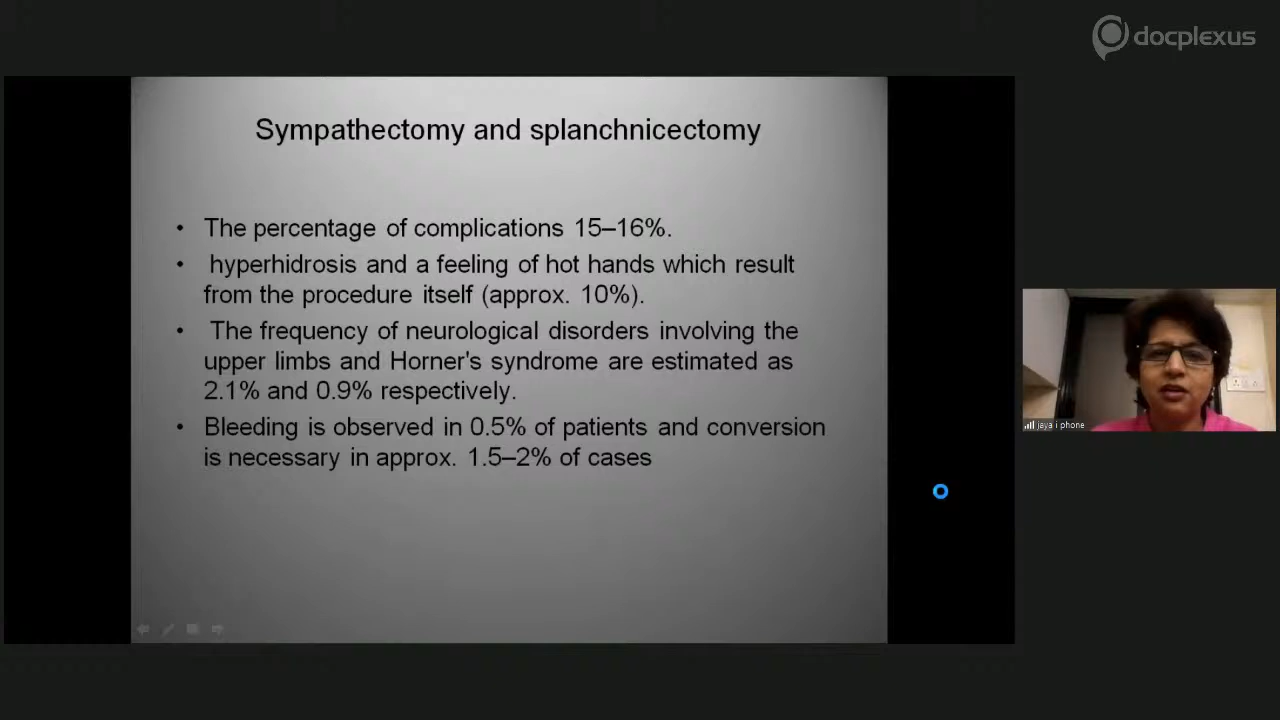 docplexus
Sympathectomy and splanchnicectomy
• The percentage of complications 15–16%.
• hyperhidrosis and a feeling of hot hands which result
from the procedure itself (approx. 10%).
• The frequency of neurological disorders involving the
upper limbs and Horner's syndrome are estimated as
2.1% and 0.9% respectively.
• Bleeding is observed in 0.5% of patients and conversion
is necessary in approx. 1.5–2% of cases
jaya i phone